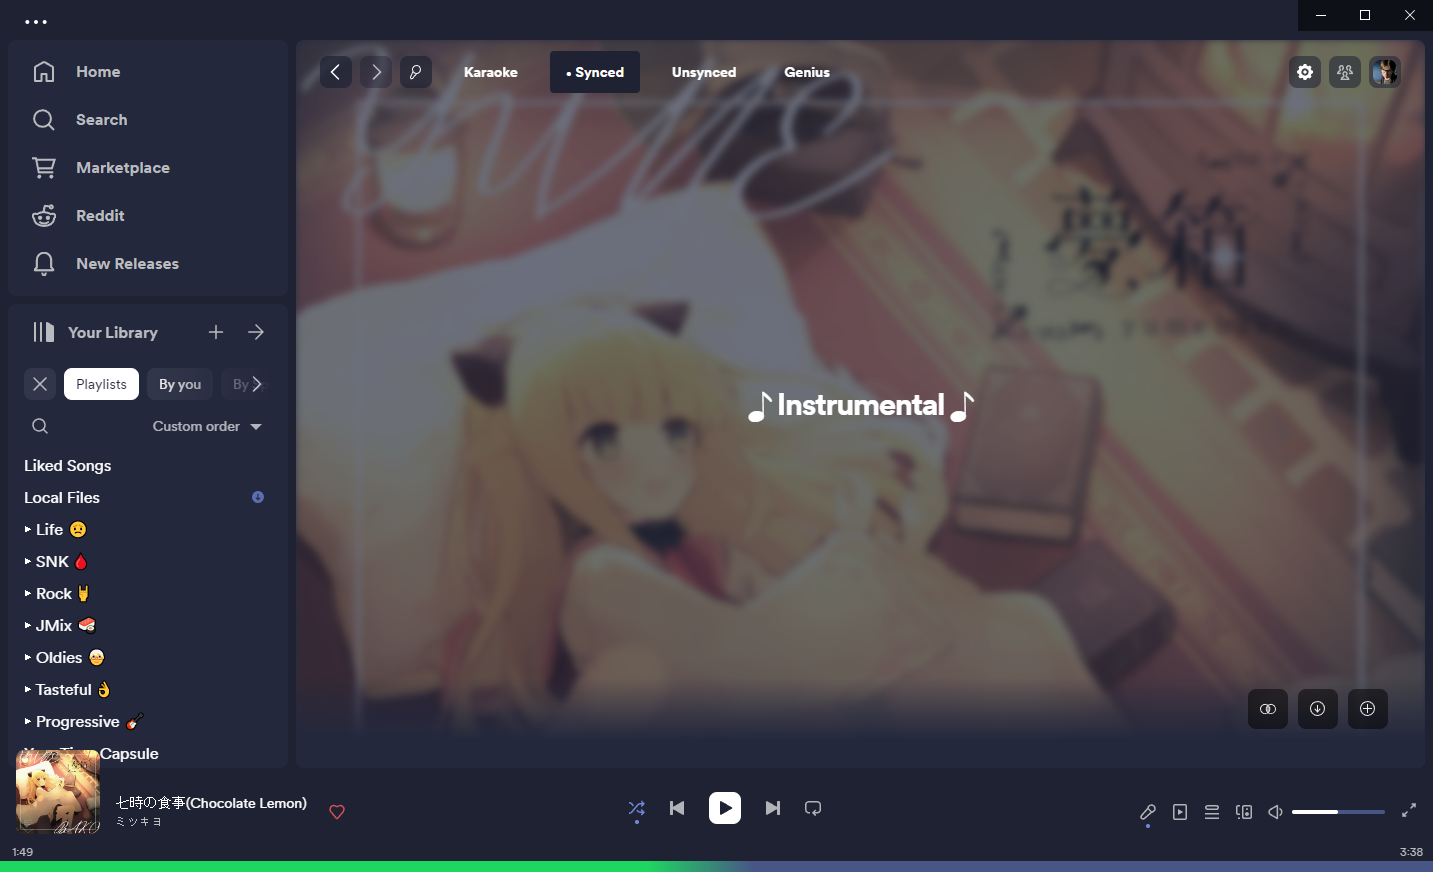 Home
Search
Marketplace
Reddit
New Releases
Your Library
Playlists
By you
By
Custom order
Liked Songs
Local Files
Life
SNK
Rock
JMix
Oldies
Tasteful
Progressive
Capsule
Karaoke
• Synced
Unsynced
Genius
夢箱
♪ Instrumental ♪
七時の食事(Chocolate Lemon)
ミツキヨ
1:49
3:38